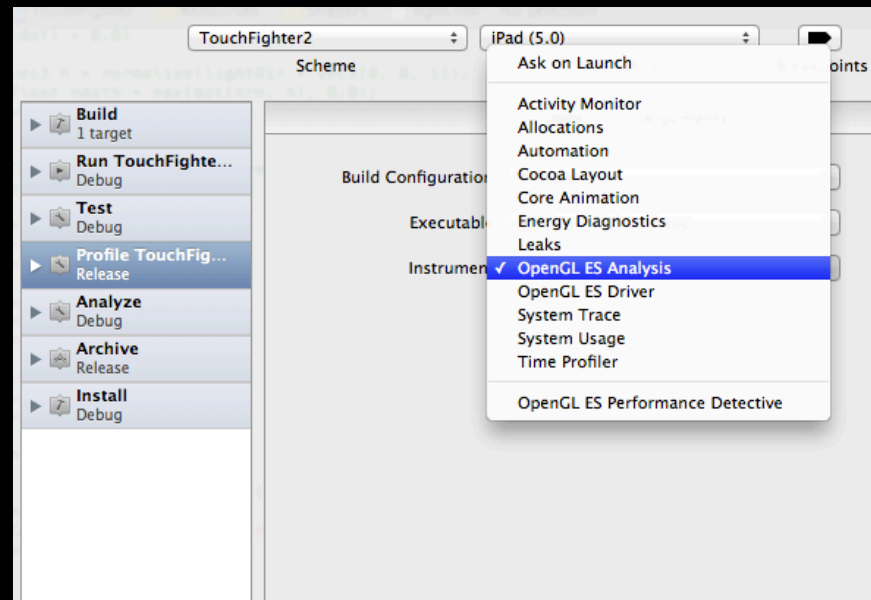 TouchFighter2
iPad (5.0)
Scheme
oints
Ask on Launch
Activity Monitor
Allocations
Automation
Cocoa Layout
Core Animation
Energy Diagnostics
Leaks
✓ OpenGL ES Analysis
OpenGL ES Driver
System Trace
System Usage
Time Profiler
OpenGL ES Performance Detective
Build
1 target
Run TouchFighte...
Debug
Test
Debug
Profile TouchFig...
Release
Analyze
Debug
Archive
Release
Install
Debug
Build Configuration
Executabl
Instrumen